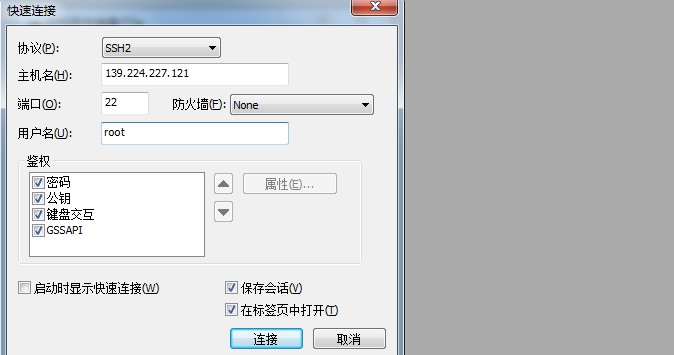 快速连接
协议(P): SSH2
主机名(H): 139.224.227.121
端口(O): 22 防火墙(F): None
用户名(U): root
鉴权
密码
公钥 属性(E)...
键盘交互
GSSAPI
启动时显示快速连接(W) 保存会话(V)
在标签页中打开(T)
连接 取消